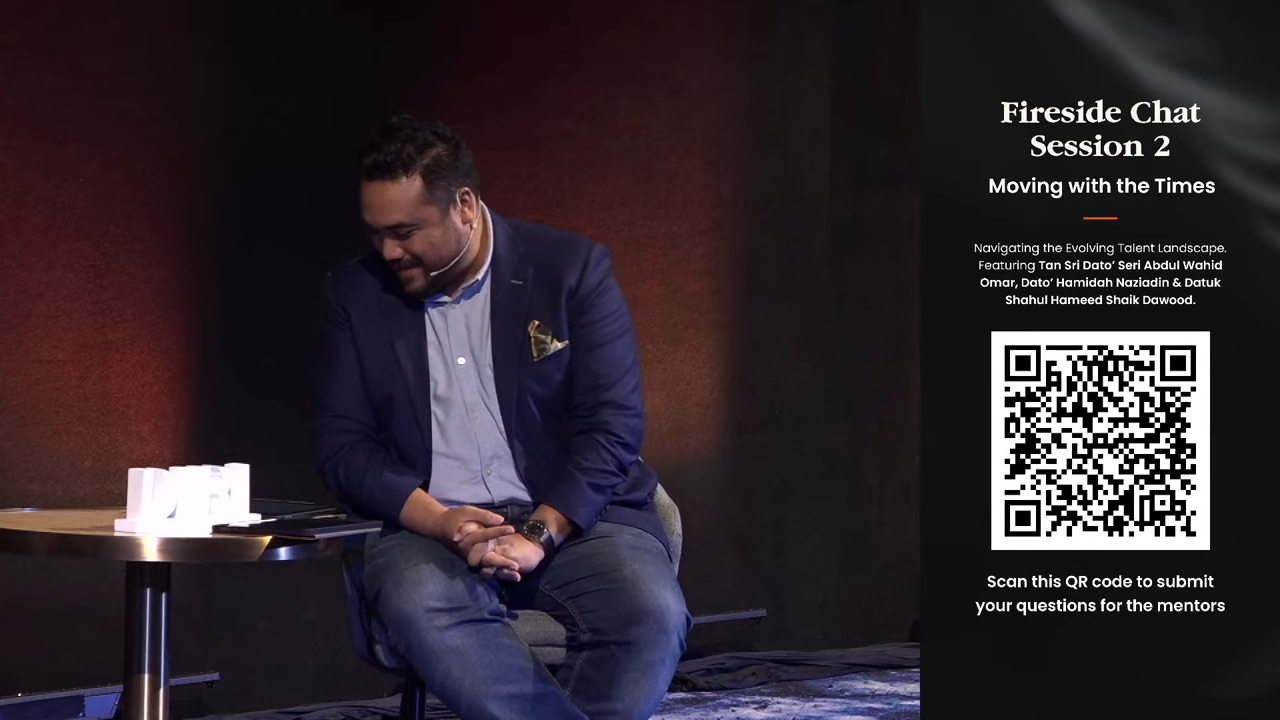 Fireside Chat
Session 2
Moving with the Times
Navigating the Evolving Talent Landscape.
Featuring Tan Sri Dato’ Seri Abdul Wahid
Omar, Dato’ Hamidah Naziadin & Datuk
Shahul Hameed Shaik Dawood.
Scan this QR code to submit
your questions for the mentors